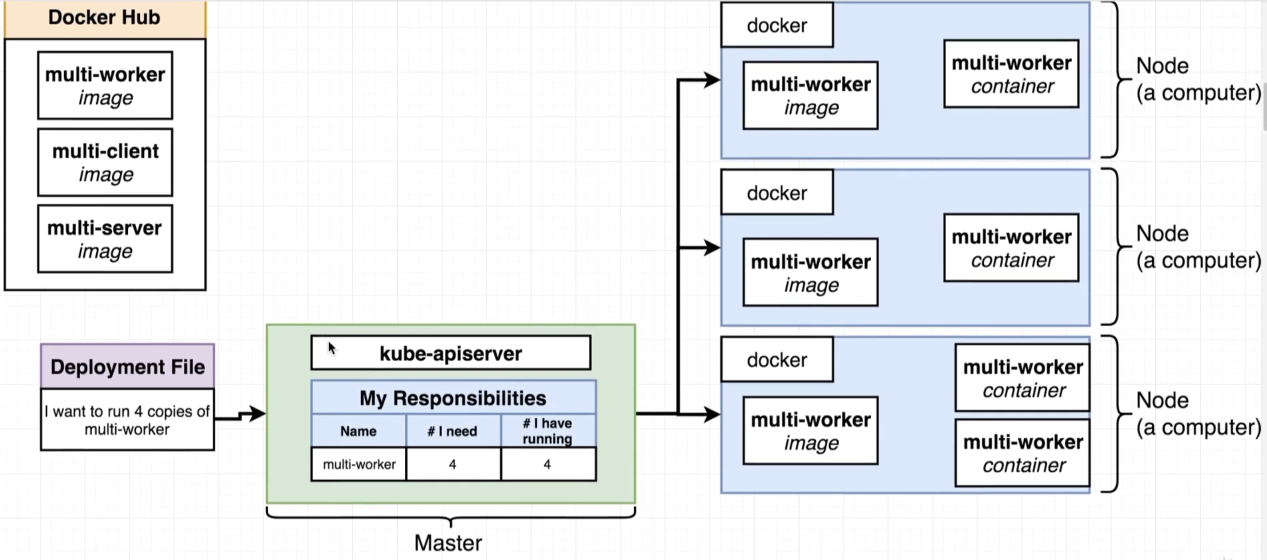 Docker Hub
multi-worker
image
multi-client
image
multi-server
image
Deployment File
I want to run 4 copies of
multi-worker
kube-apiserver
My Responsibilities
Name
# I need
# I have
running
multi-worker
4
4
Master
docker
multi-worker
image
multi-worker
container
Node
(a computer)
docker
multi-worker
image
multi-worker
container
Node
(a computer)
docker
multi-worker
image
multi-worker
container
multi-worker
container
Node
(a computer)